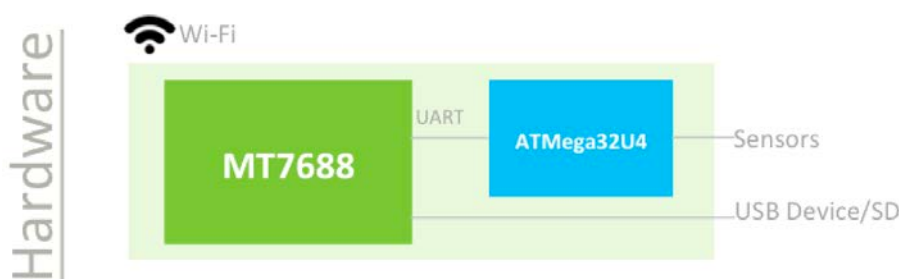 Hardware
Wi-Fi
MT7688
UART
ATMega32U4
Sensors
USB Device/SD